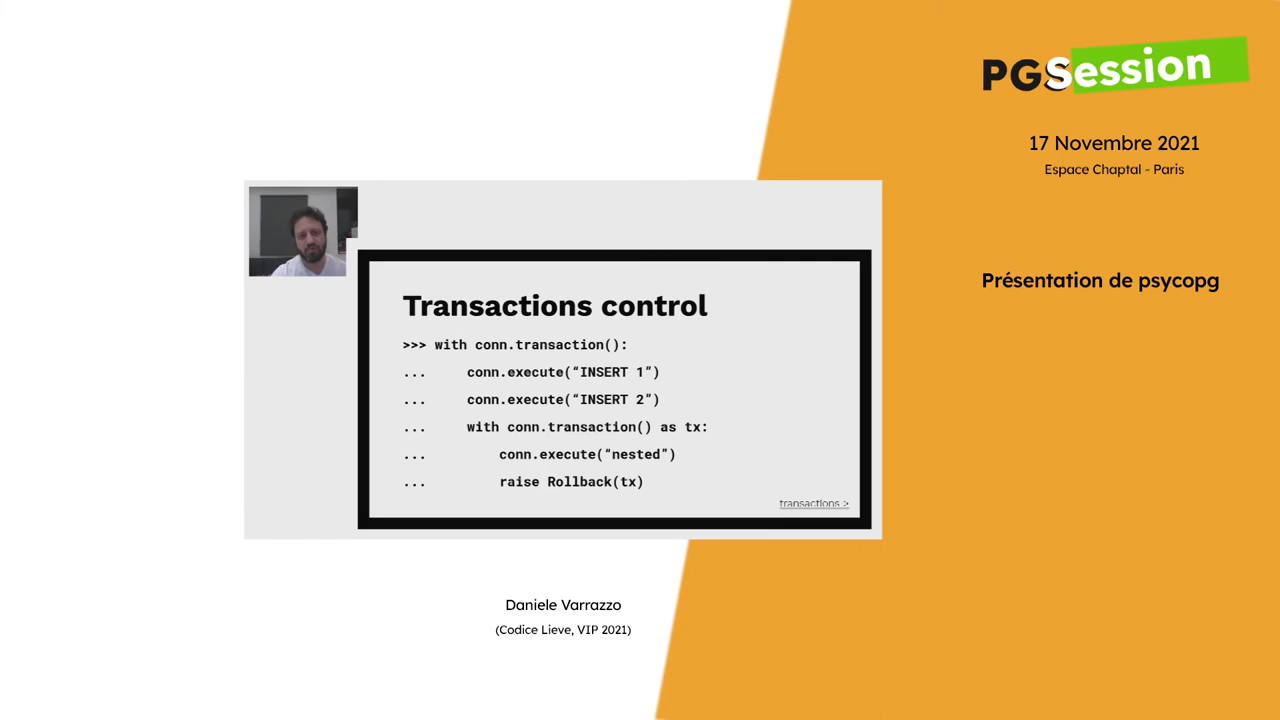 PGSession
17 Novembre 2021
Espace Chaptal - Paris
Présentation de psycopg
Transactions control
>>> with conn.transaction():
...     conn.execute(“INSERT 1”)
...     conn.execute(“INSERT 2”)
...     with conn.transaction() as tx:
...         conn.execute(“nested”)
...         raise Rollback(tx)
transactions >
Daniele Varrazzo
(Codice Lieve, VIP 2021)